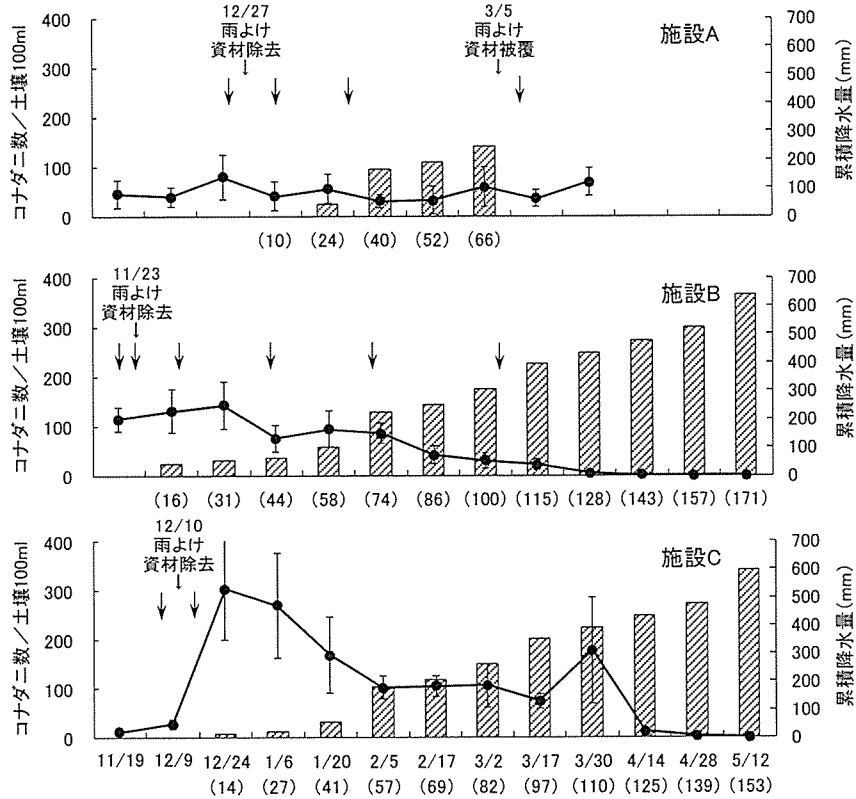 12/27
雨よけ
資材除去
↓
3/5
雨よけ
資材被覆
↓
施設A
コナダニ数／土壌100ml
400
300
200
100
0
累積降水量(mm)
700
600
500
400
300
200
100
0
(10) (24) (40) (52) (66)
11/23
雨よけ
資材除去
↓
施設B
コナダニ数／土壌100ml
400
300
200
100
0
累積降水量(mm)
700
600
500
400
300
200
100
0
(16) (31) (44) (58) (74) (86) (100) (115) (128) (143) (157) (171)
12/10
雨よけ
資材除去
↓
施設C
コナダニ数／土壌100ml
400
300
200
100
0
累積降水量(mm)
700
600
500
400
300
200
100
0
11/19 12/9 12/24 1/6 1/20 2/5 2/17 3/2 3/17 3/30 4/14 4/28 5/12
(14) (27) (41) (57) (69) (82) (97) (110) (125) (139) (153)